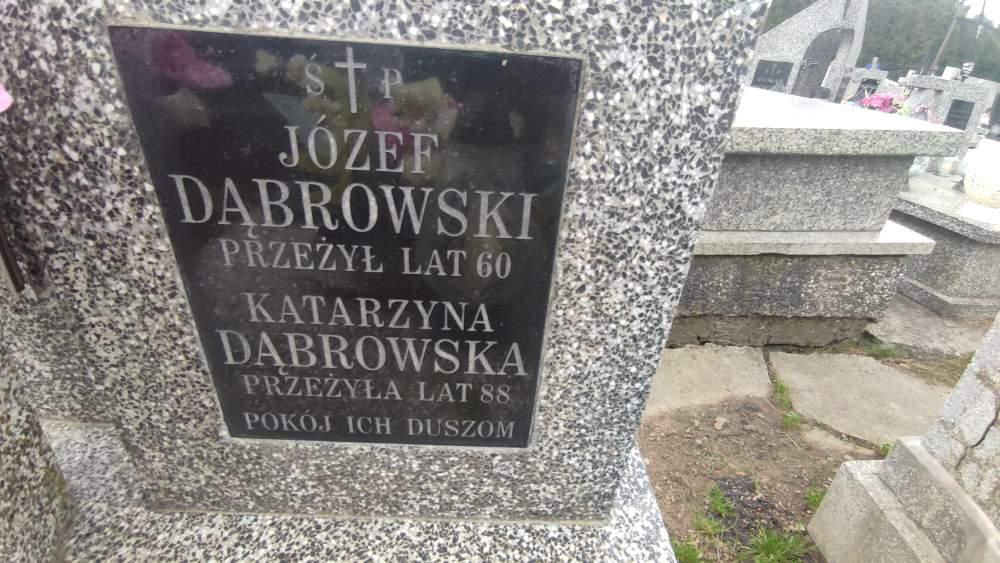 Ś P
JÓZEF
DĄBROWSKI
PRZEŻYŁ LAT 60
KATARZYNA
DĄBROWSKA
PRZEŻYŁA LAT 88
POKÓJ ICH DUSZOM